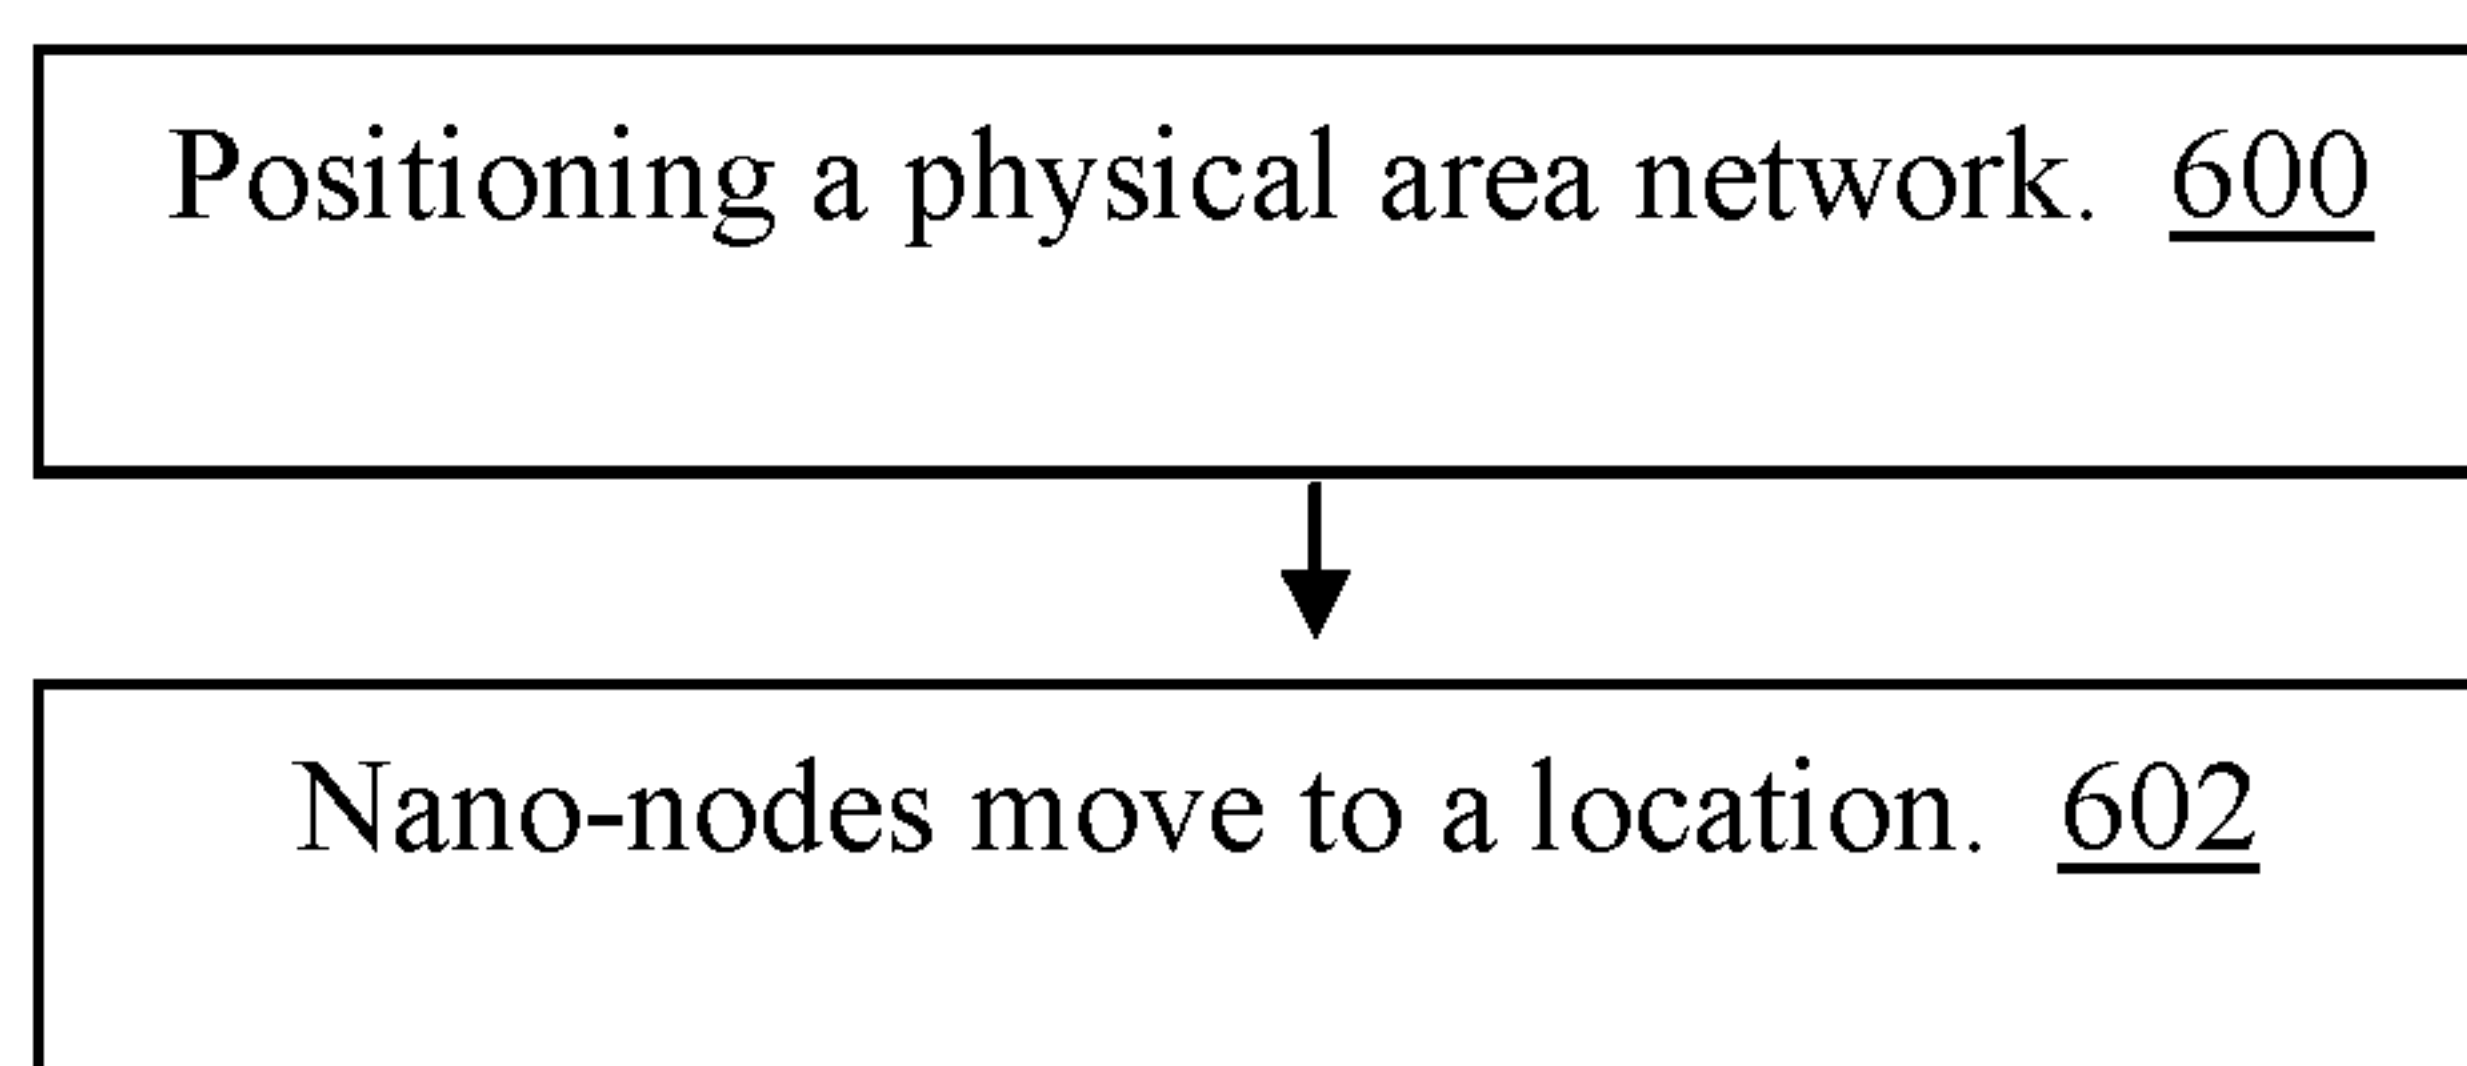 Positioning a physical area network. 600
Nano-nodes move to a location. 602